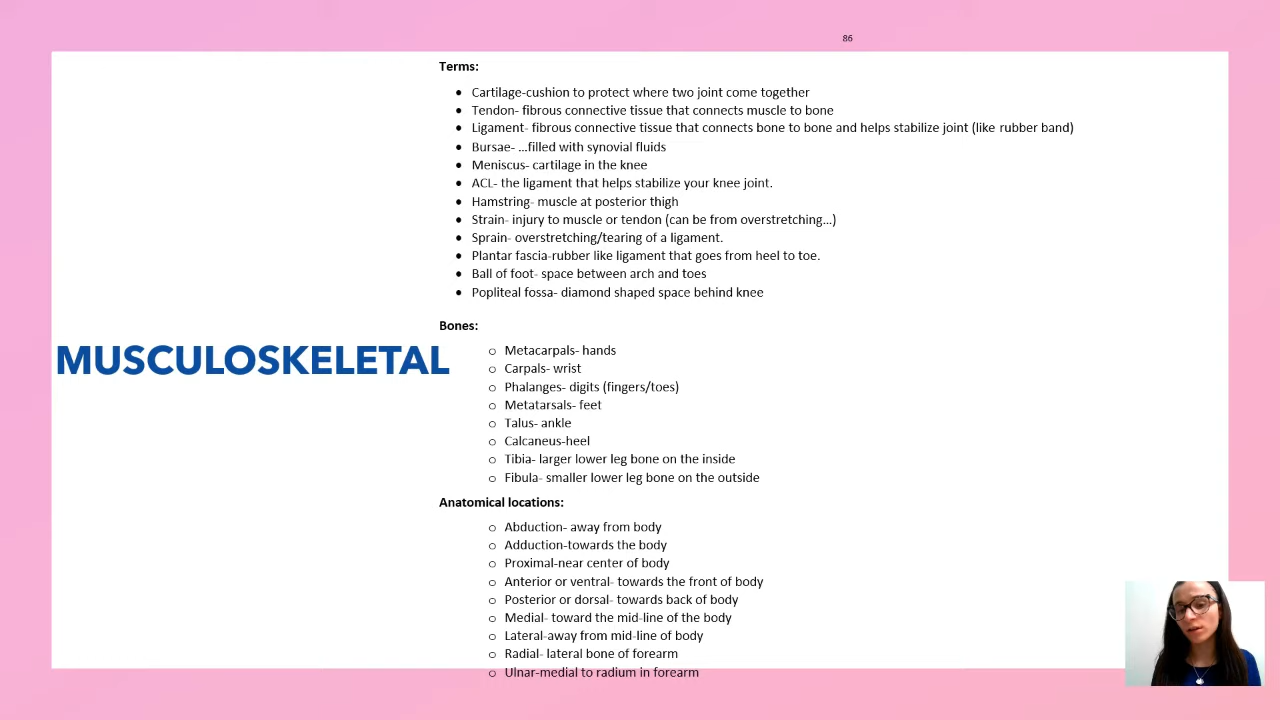 86
Terms:
• Cartilage-cushion to protect where two joint come together
• Tendon- fibrous connective tissue that connects muscle to bone
• Ligament- fibrous connective tissue that connects bone to bone and helps stabilize joint (like rubber band)
• Bursae- ...filled with synovial fluids
• Meniscus- cartilage in the knee
• ACL- the ligament that helps stabilize your knee joint.
• Hamstring- muscle at posterior thigh
• Strain- injury to muscle or tendon (can be from overstretching...)
• Sprain- overstretching/tearing of a ligament.
• Plantar fascia-rubber like ligament that goes from heel to toe.
• Ball of foot- space between arch and toes
• Popliteal fossa- diamond shaped space behind knee
Bones:
MUSCULOSKELETAL
o Metacarpals- hands
o Carpals- wrist
o Phalanges- digits (fingers/toes)
o Metatarsals- feet
o Talus- ankle
o Calcaneus-heel
o Tibia- larger lower leg bone on the inside
o Fibula- smaller lower leg bone on the outside
Anatomical locations:
o Abduction- away from body
o Adduction-towards the body
o Proximal-near center of body
o Anterior or ventral- towards the front of body
o Posterior or dorsal- towards back of body
o Medial- toward the mid-line of the body
o Lateral-away from mid-line of body
o Radial- lateral bone of forearm
o Ulnar-medial to radium in forearm